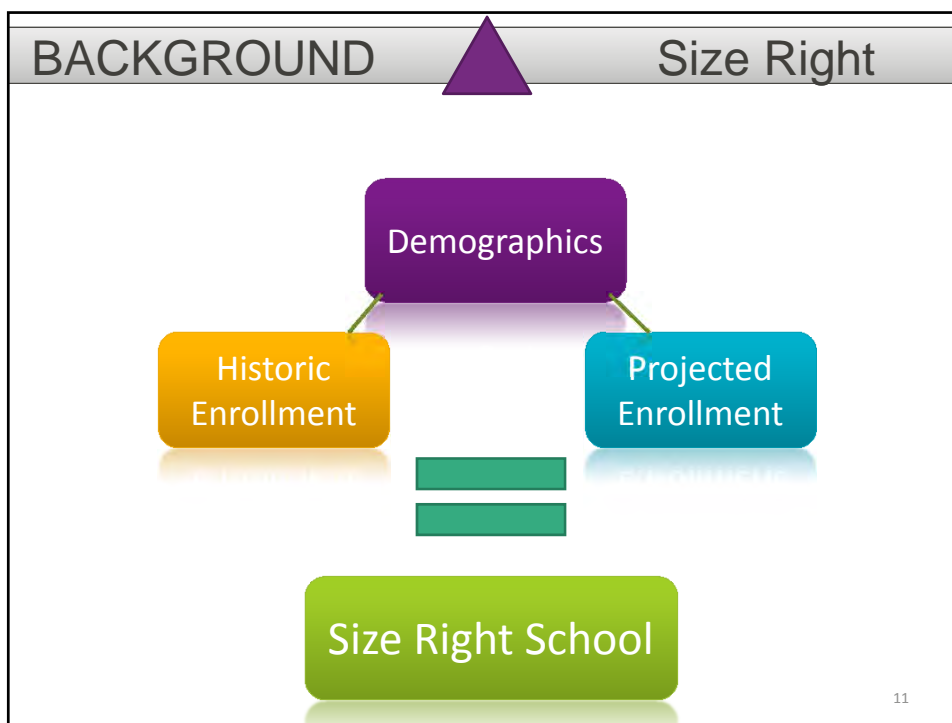 BACKGROUND Size Right
Demographics
Historic
Enrollment
Projected
Enrollment
Size Right School
11